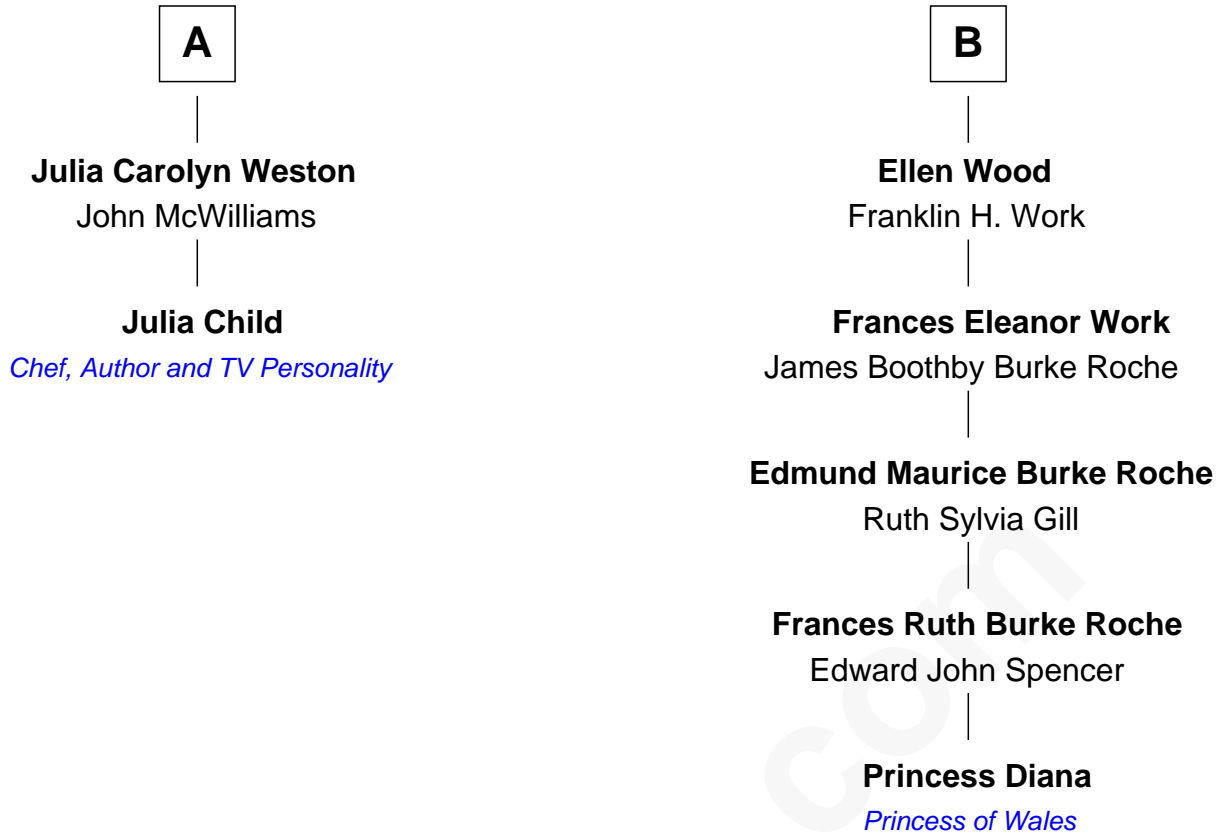 A
Julia Carolyn Weston
John McWilliams
Julia Child
Chef, Author and TV Personality
B
Ellen Wood
Franklin H. Work
Frances Eleanor Work
James Boothby Burke Roche
Edmund Maurice Burke Roche
Ruth Sylvia Gill
Frances Ruth Burke Roche
Edward John Spencer
Princess Diana
Princess of Wales
com